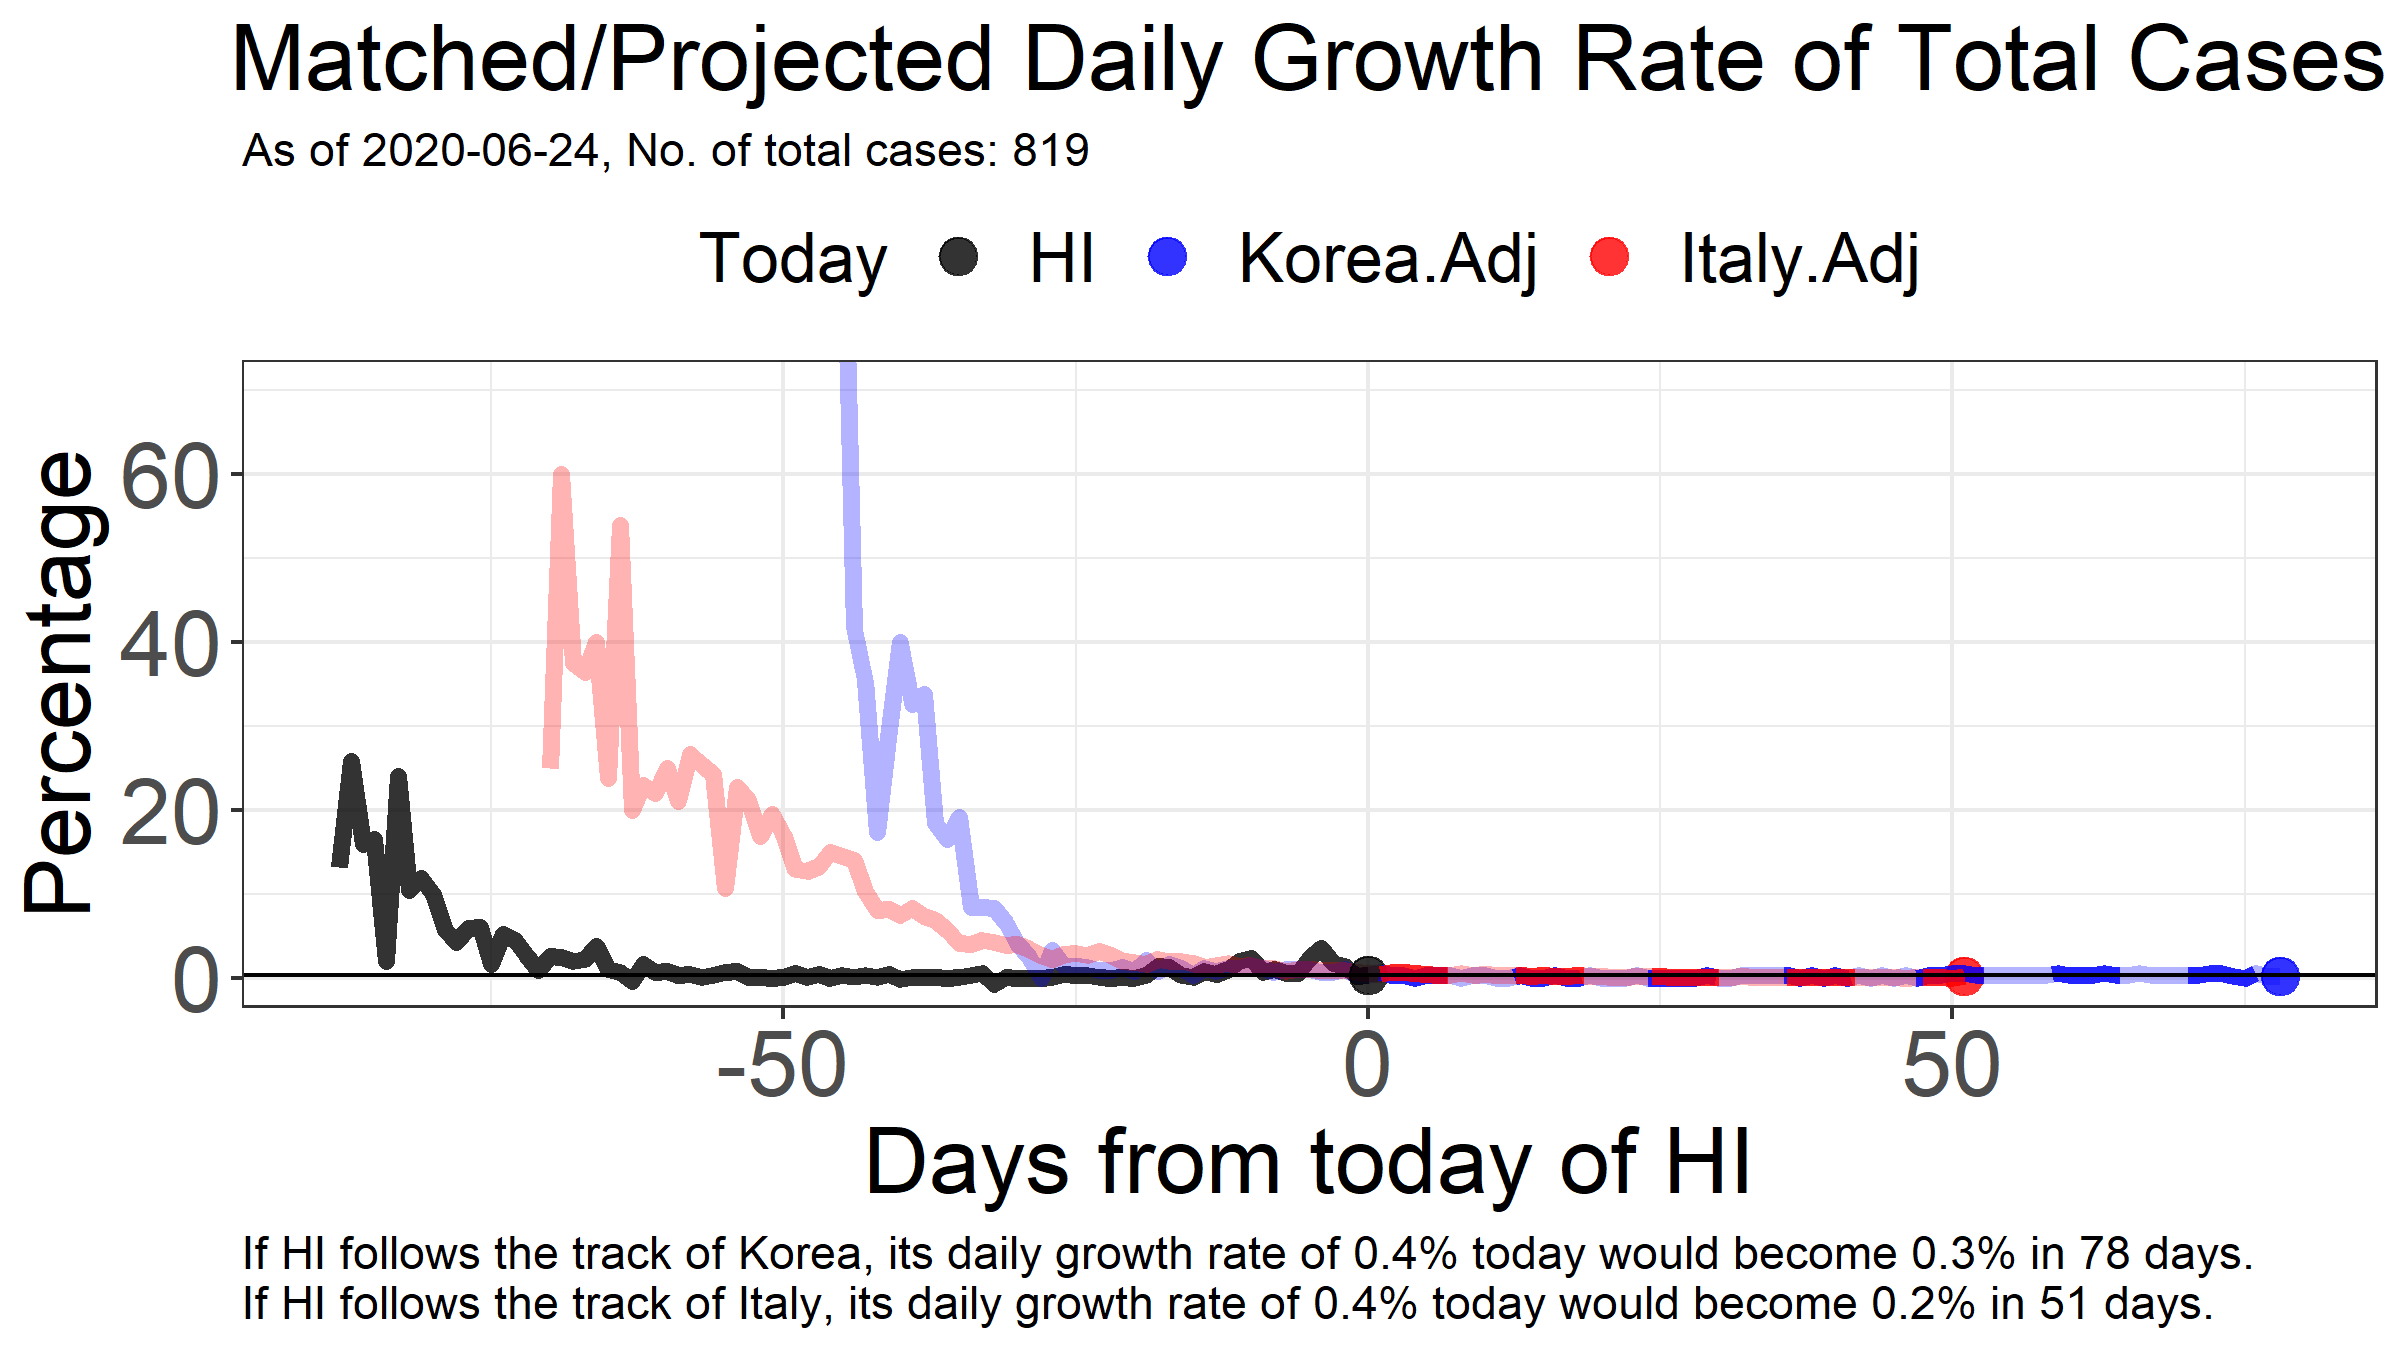 Matched/Projected Daily Growth Rate of Total Cases
As of 2020-06-24, No. of total cases: 819
Today HI Korea.Adj Italy.Adj
Percentage
60
40
20
0
-50 0 50
Days from today of HI
If HI follows the track of Korea, its daily growth rate of 0.4% today would become 0.3% in 78 days.
If HI follows the track of Italy, its daily growth rate of 0.4% today would become 0.2% in 51 days.